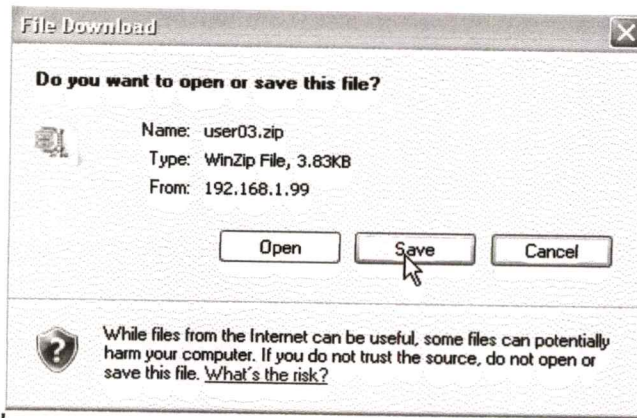 File Download
Do you want to open or save this file?
Name: user03.zip
Type: WinZip File, 3.83KB
From: 192.168.1.99
Open Save Cancel
While files from the Internet can be useful, some files can potentially
harm your computer. If you do not trust the source, do not open or
save this file. What's the risk?